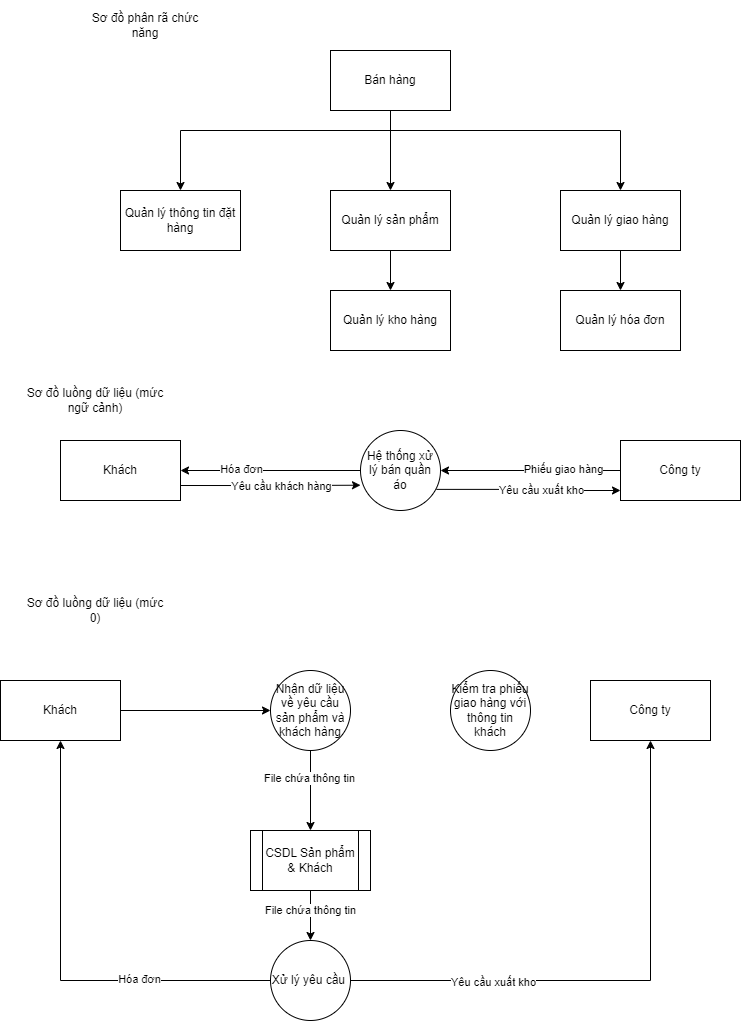 Sơ đồ phân rã chức
năng
Bán hàng
Quản lý thông tin đặt
hàng
Quản lý sản phẩm
Quản lý giao hàng
Quản lý kho hàng
Quản lý hóa đơn
Sơ đồ luồng dữ liệu (mức
ngữ cảnh)
Khách
Hóa đơn
Yêu cầu khách hàng
Hệ thống xử
lý bán quần
áo
Phiếu giao hàng
Yêu cầu xuất kho
Công ty
Sơ đồ luồng dữ liệu (mức
0)
Khách
Nhận dữ liệu
về yêu cầu
sản phẩm và
khách hàng
Kiểm tra phiếu
giao hàng với
thông tin
khách
Công ty
File chứa thông tin
CSDL Sản phẩm
& Khách
File chứa thông tin
Hóa đơn
Xử lý yêu cầu
Yêu cầu xuất kho